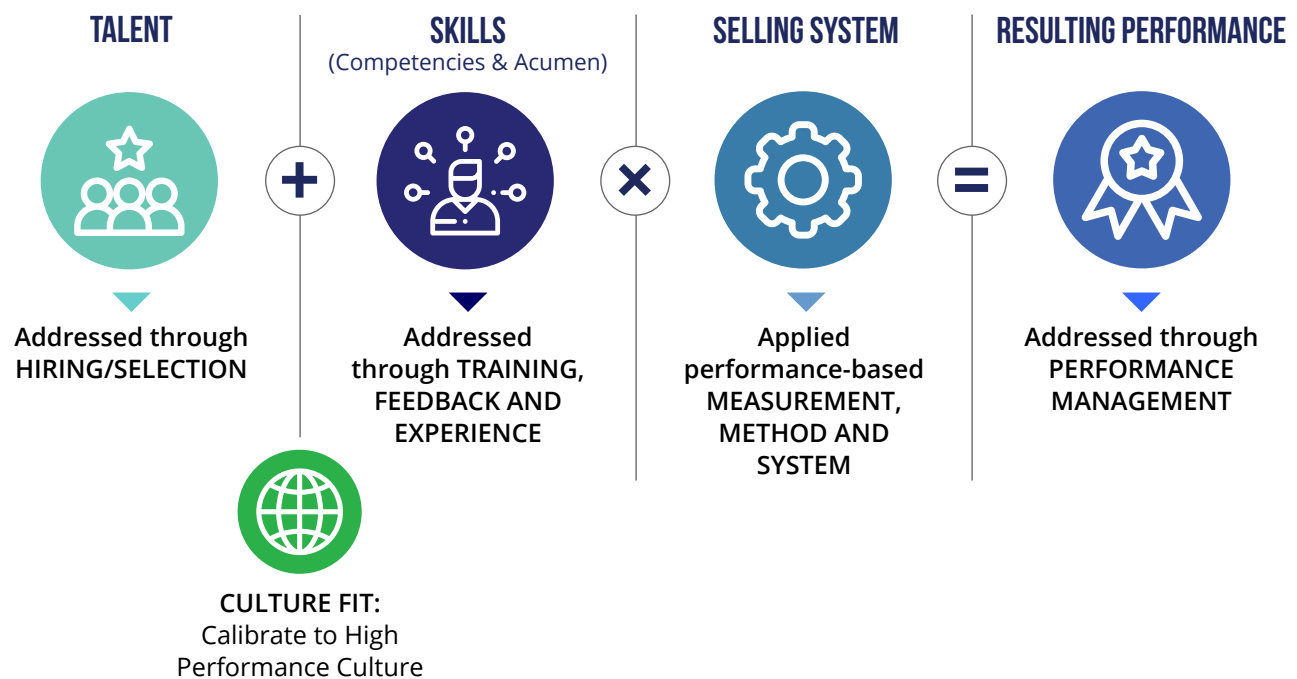 TALENT
Addressed through
HIRING/SELECTION
+
SKILLS
(Competencies & Acumen)
Addressed
through TRAINING,
FEEDBACK AND
EXPERIENCE
×
SELLING SYSTEM
Applied
performance-based
MEASUREMENT,
METHOD AND
SYSTEM
=
RESULTING PERFORMANCE
Addressed through
PERFORMANCE
MANAGEMENT
CULTURE FIT:
Calibrate to High
Performance Culture